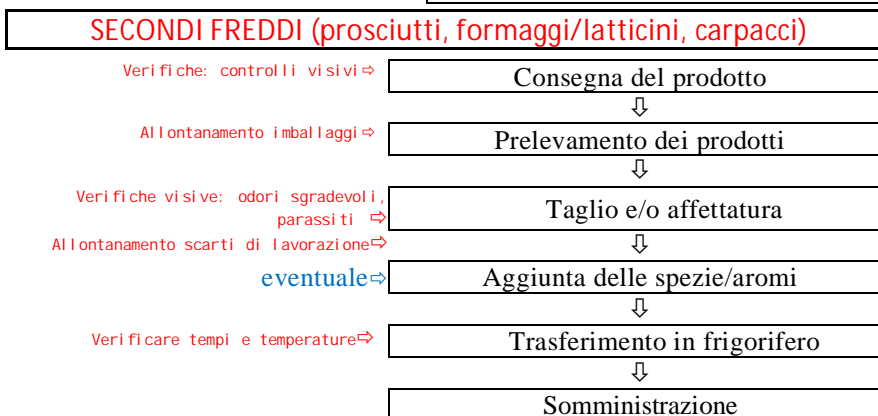 SECONDI FREDDI (prosciutti, formaggi/latticini, carpacci)
Verifiche: controlli visivi⇨
Consegna del prodotto
⇩
Allontanamento imballaggi⇨
Prelevamento dei prodotti
⇩
Verifiche visive: odori sgradevoli,
parassiti ⇨
Taglio e/o affettatura
Allontanamento scarti di lavorazione⇨
⇩
eventuale⇨
Aggiunta delle spezie/aromi
⇩
Verificare tempi e temperature⇨
Trasferimento in frigorifero
⇩
Somministrazione